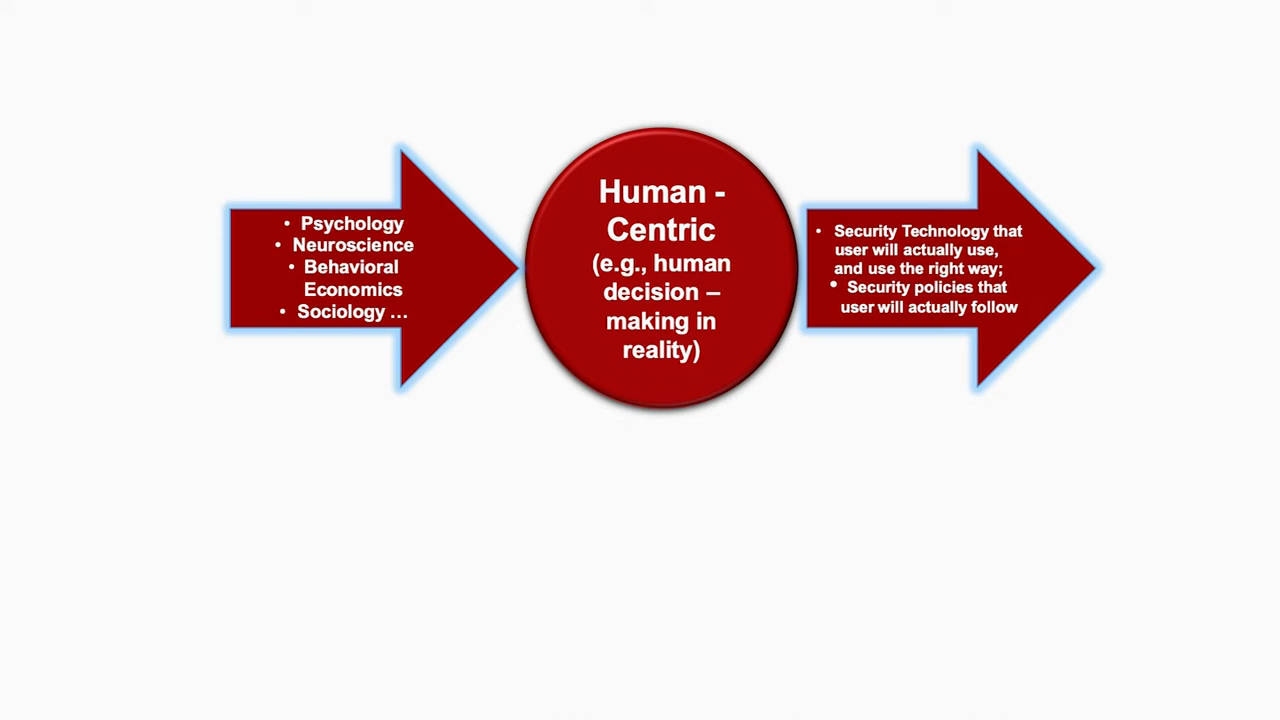 • Psychology
• Neuroscience
• Behavioral
Economics
• Sociology ...
Human -
Centric
(e.g., human
decision –
making in
reality)
• Security Technology that
user will actually use,
and use the right way;
• Security policies that
user will actually follow